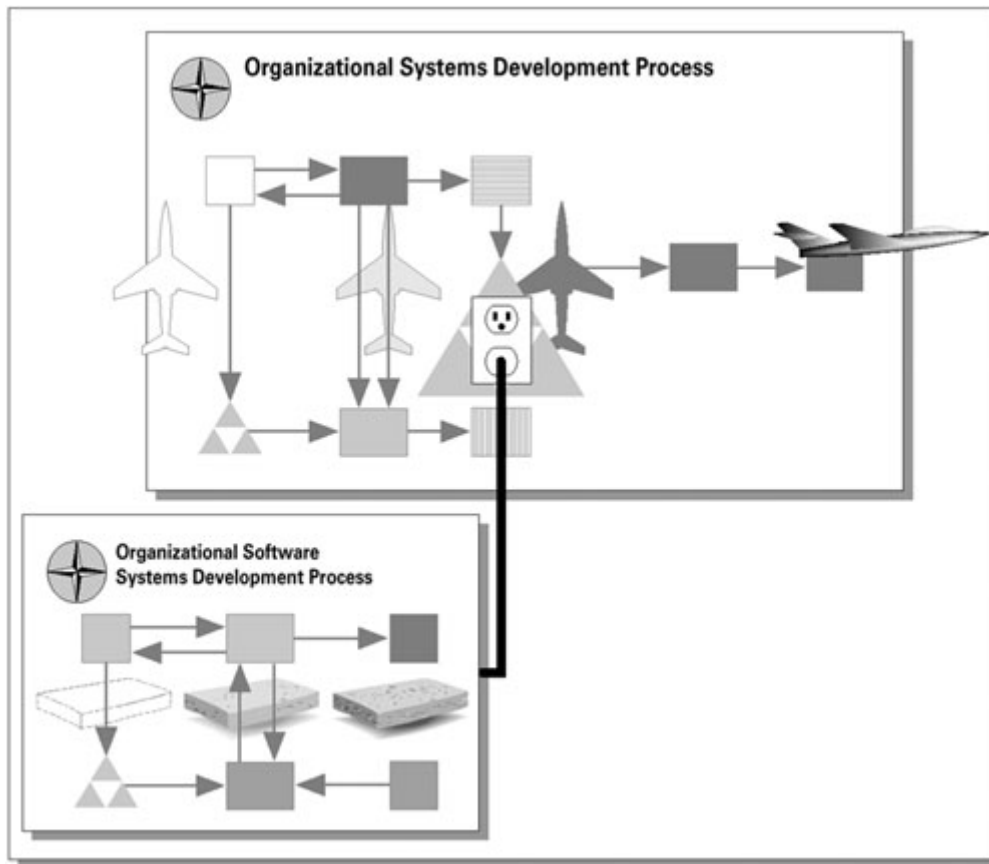 Organizational Systems Development Process
Organizational Software
Systems Development Process